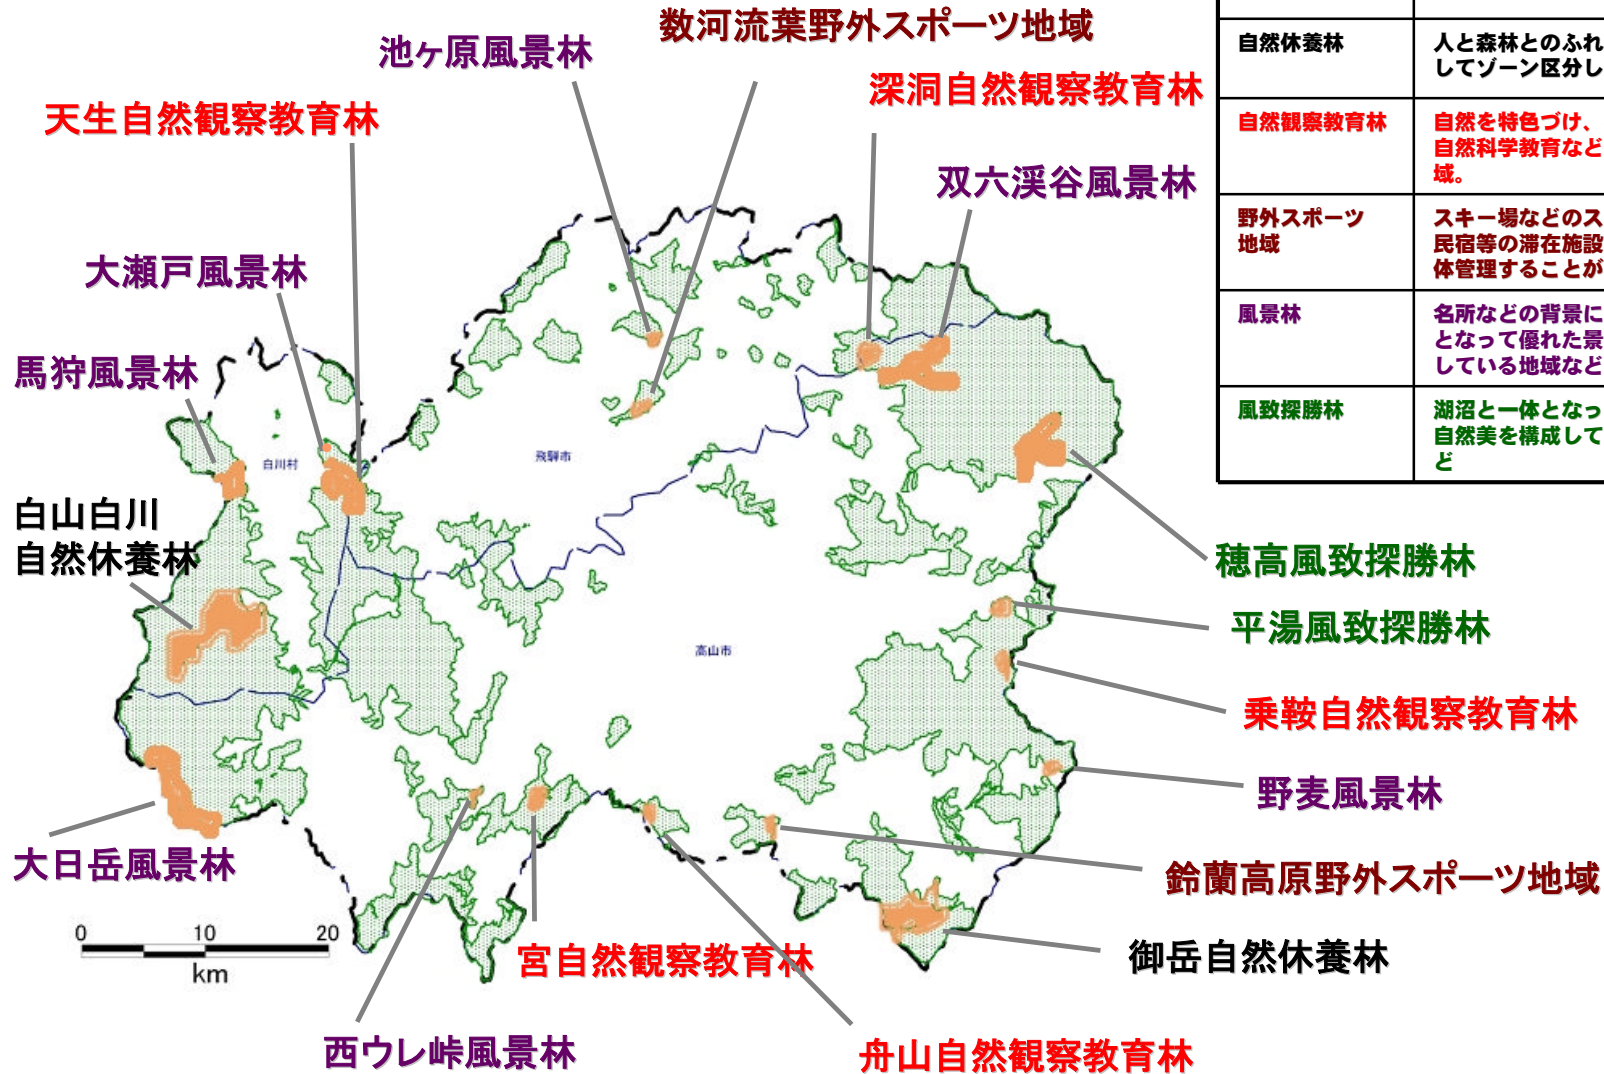 数河流葉野外スポーツ地域
池ヶ原風景林
深洞自然観察教育林
天生自然観察教育林
双六渓谷風景林
大瀬戸風景林
馬狩風景林
白川村
飛騨市
白山白川
自然休養林
穂高風致探勝林
平湯風致探勝林
高山市
乗鞍自然観察教育林
野麦風景林
大日岳風景林
鈴蘭高原野外スポーツ地域
0 10 20
km
宮自然観察教育林
御岳自然休養林
西ウレ峠風景林
舟山自然観察教育林
自然休養林
人と森林とのふれ
してゾーン区分し
自然観察教育林
自然を特色づけ、
自然科学教育など
域。
野外スポーツ
地域
スキー場などのス
民宿等の滞在施設
体管理することが
風景林
名所などの背景に
となって優れた景
している地域など
風致探勝林
湖沼と一体となっ
自然美を構成して
ど